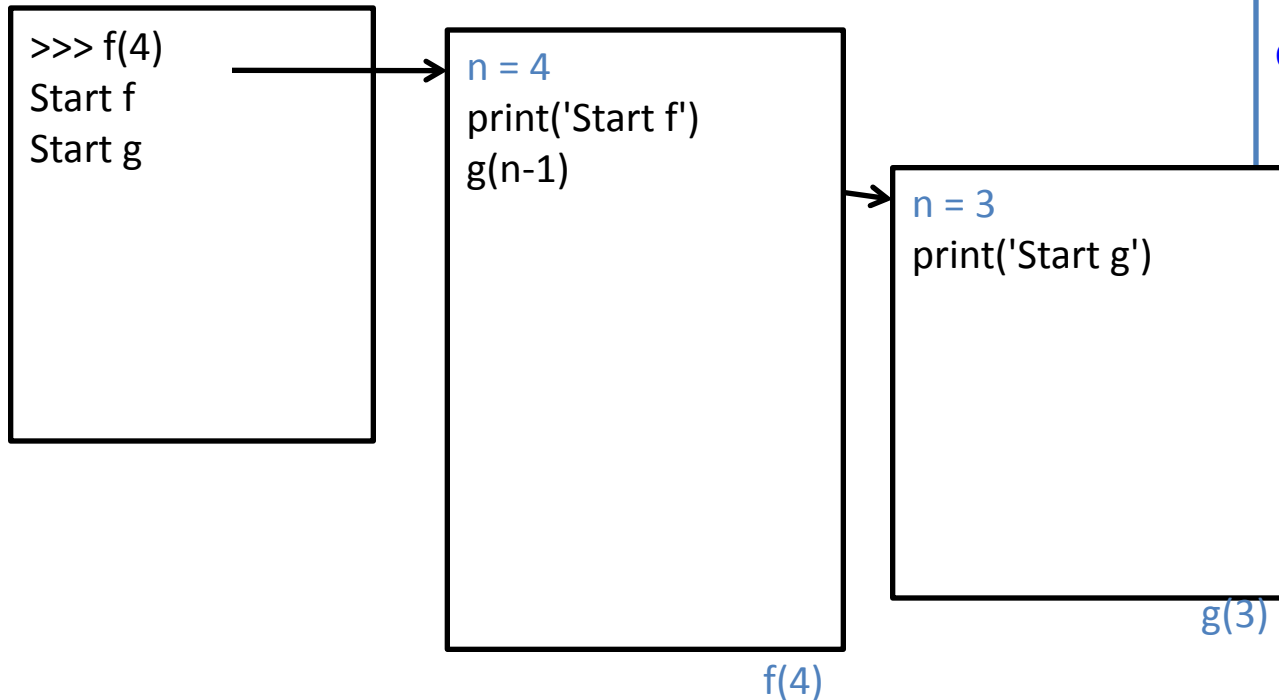 >>> f(4)
Start f
Start g
n = 4
print('Start f')
g(n-1)
f(4)
n = 3
print('Start g')
g(3)